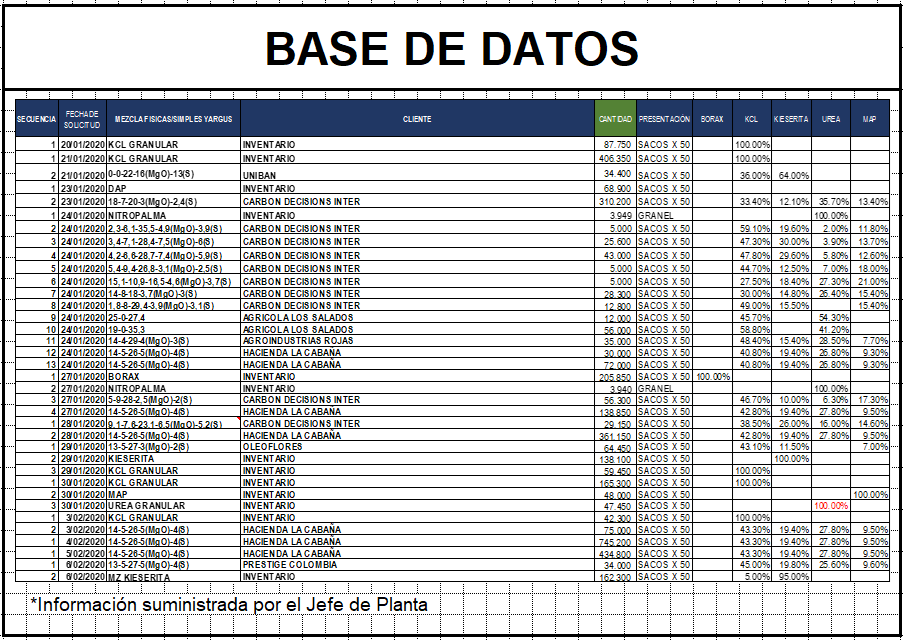 BASE DE DATOS
SECUENCIA FECHA DE SOLICITUD MEZCLA FISICAS/SIMPLES YARGUS CLIENTE CANTIDAD PRESENTACIÓN BORAX KCL KIESERITA UREA MAP
1 20/01/2020 KCL GRANULAR INVENTARIO 87.750 SACOS X 50 100.00%
1 21/01/2020 KCL GRANULAR INVENTARIO 406.350 SACOS X 50 100.00%
2 21/01/2020 0-0-22-16(MgO)-13(S) UNIBAN 34.400 SACOS X 50 36.00% 64.00%
1 23/01/2020 DAP INVENTARIO 68.900 SACOS X 50
2 23/01/2020 18-7-20-3(MgO)-2,4(S) CARBON DECISIONS INTER 310.200 SACOS X 50 33.40% 12.10% 35.70% 13.40%
1 24/01/2020 NITROPALMA INVENTARIO 3.949 GRANEL 100.00%
2 24/01/2020 2,3-6,1-35,5-4,9(MgO)-3,9(S) CARBON DECISIONS INTER 5.000 SACOS X 50 59.10% 19.60% 2.00% 11.80%
3 24/01/2020 3,4-7,1-28,4-7,5(MgO)-6(S) CARBON DECISIONS INTER 25.600 SACOS X 50 47.30% 30.00% 3.90% 13.70%
4 24/01/2020 4,2-6,6-28,7-7,4(MgO)-5,9(S) CARBON DECISIONS INTER 43.000 SACOS X 50 47.80% 29.60% 5.80% 12.60%
5 24/01/2020 5,4-9,4-26,8-3,1(MgO)-2,5(S) CARBON DECISIONS INTER 5.000 SACOS X 50 44.70% 12.50% 7.00% 18.00%
6 24/01/2020 15,1-10,9-16,5-4,6(MgO)-3,7(S) CARBON DECISIONS INTER 5.000 SACOS X 50 27.50% 18.40% 27.30% 21.00%
7 24/01/2020 14-8-18-3,7(MgO)-3(S) CARBON DECISIONS INTER 28.300 SACOS X 50 30.00% 14.80% 26.40% 15.40%
8 24/01/2020 1,8-8-29,4-3,9(MgO)-3,1(S) CARBON DECISIONS INTER 12.800 SACOS X 50 49.00% 15.50% 15.40%
9 24/01/2020 25-0-27,4 AGRICOLA LOS SALADOS 12.000 SACOS X 50 45.70% 54.30%
10 24/01/2020 19-0-35,3 AGRICOLA LOS SALADOS 56.000 SACOS X 50 58.80% 41.20%
11 24/01/2020 14-4-29-4(MgO)-3(S) AGROINDUSTRIAS ROJAS 35.000 SACOS X 50 48.40% 15.40% 28.50% 7.70%
12 24/01/2020 14-5-26-5(MgO)-4(S) HACIENDA LA CABAÑA 30.000 SACOS X 50 40.80% 19.40% 26.80% 9.30%
13 24/01/2020 14-5-26-5(MgO)-4(S) HACIENDA LA CABAÑA 72.000 SACOS X 50 40.80% 19.40% 26.80% 9.30%
1 27/01/2020 BORAX INVENTARIO 205.850 SACOS X 50 100.00%
2 27/01/2020 NITROPALMA INVENTARIO 3.940 GRANEL 100.00%
3 27/01/2020 5-9-28-2,5(MgO)-2(S) CARBON DECISIONS INTER 56.300 SACOS X 50 46.70% 10.00% 6.30% 17.30%
4 27/01/2020 14-5-26-5(MgO)-4(S) HACIENDA LA CABAÑA 138.850 SACOS X 50 42.80% 19.40% 27.80% 9.50%
1 28/01/2020 9,1-7,6-23,1-6,5(MgO)-5,2(S) CARBON DECISIONS INTER 29.150 SACOS X 50 38.50% 26.00% 16.00% 14.60%
2 28/01/2020 14-5-26-5(MgO)-4(S) HACIENDA LA CABAÑA 361.150 SACOS X 50 42.80% 19.40% 27.80% 9.50%
1 29/01/2020 13-5-27-3(MgO)-2(S) OLEOFLORES 64.450 SACOS X 50 43.10% 11.50% 7.00%
2 29/01/2020 KIESERITA INVENTARIO 138.100 SACOS X 50 100.00%
3 29/01/2020 KCL GRANULAR INVENTARIO 59.450 SACOS X 50 100.00%
1 30/01/2020 KCL GRANULAR INVENTARIO 165.300 SACOS X 50 100.00%
2 30/01/2020 MAP INVENTARIO 48.000 SACOS X 50 100.00%
3 30/01/2020 UREA GRANULAR INVENTARIO 47.450 SACOS X 50 100.00%
1 3/02/2020 KCL GRANULAR INVENTARIO 42.300 SACOS X 50 100.00%
2 3/02/2020 14-5-26-5(MgO)-4(S) HACIENDA LA CABAÑA 75.000 SACOS X 50 43.30% 19.40% 27.80% 9.50%
1 4/02/2020 14-5-26-5(MgO)-4(S) HACIENDA LA CABAÑA 745.200 SACOS X 50 43.30% 19.40% 27.80% 9.50%
1 5/02/2020 14-5-26-5(MgO)-4(S) HACIENDA LA CABAÑA 434.800 SACOS X 50 43.30% 19.40% 27.80% 9.50%
1 6/02/2020 13-5-27-5(MgO)-4(S) PRESTIGE COLOMBIA 34.000 SACOS X 50 45.00% 19.80% 25.60% 9.60%
2 6/02/2020 MZ KIESERITA INVENTARIO 162.300 SACOS X 50 5.00% 95.00%
*Información suministrada por el Jefe de Planta